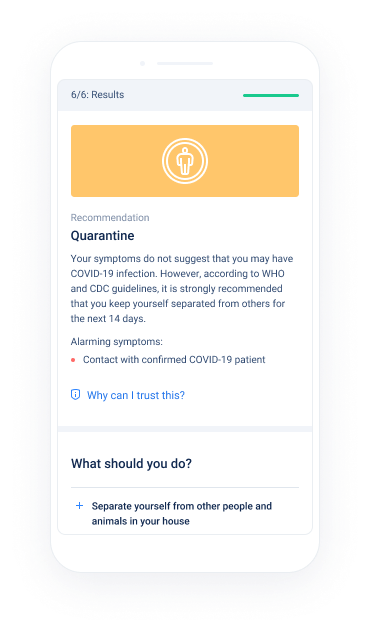 6/6: Results
Recommendation
Quarantine
Your symptoms do not suggest that you may have
COVID-19 infection. However, according to WHO
and CDC guidelines, it is strongly recommended
that you keep yourself separated from others for
the next 14 days.
Alarming symptoms:
• Contact with confirmed COVID-19 patient
Why can I trust this?
What should you do?
+ Separate yourself from other people and
animals in your house